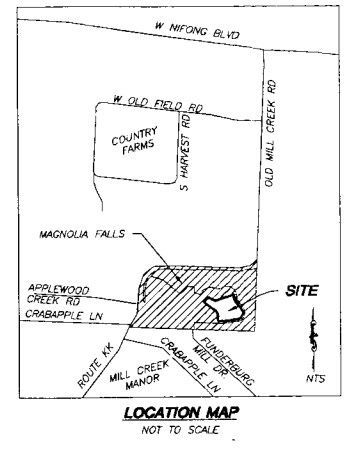 W NIFONG BLVD
W OLD FIELD RD
COUNTRY
FARMS
S HARVEST RD
OLD MILL CREEK RD
MAGNOLIA FALLS
APPLEWOOD
CREEK RD
CRABAPPLE LN
SITE
ROUTE KK
MILL CREEK
MANOR
CRABAPPLE LN
FUNDERBURG
MILL DR.
NTS
LOCATION MAP
NOT TO SCALE